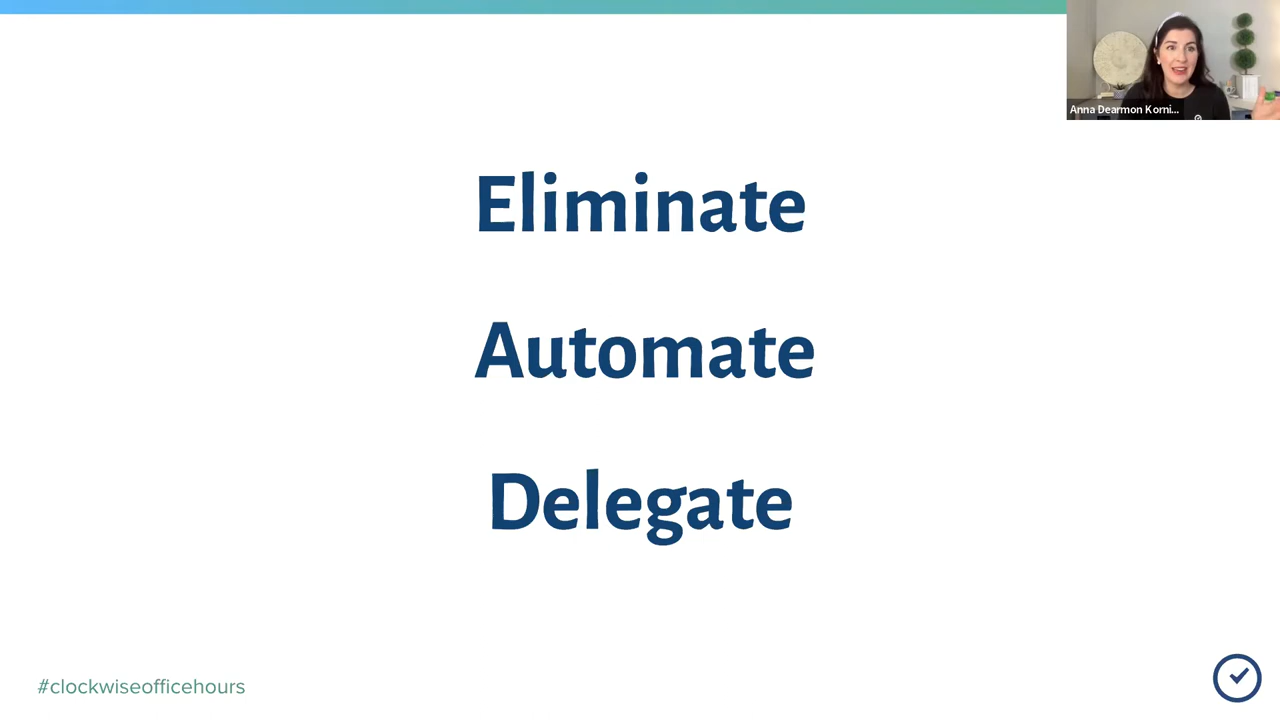 Anna Dearmon Korni...
Eliminate
Automate
Delegate
#clockwiseofficehours